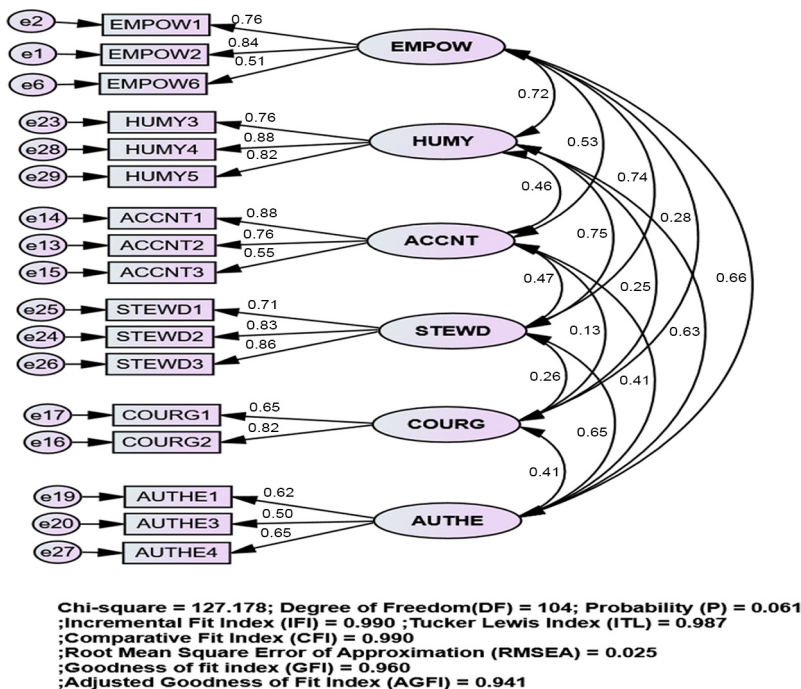 e2 EMPOW1 0.76
e1 EMPOW2 0.84 EMPOW
e6 EMPOW6 0.51
0.72
e23 HUMY3 0.76
e28 HUMY4 0.88 HUMY 0.53
e29 HUMY5 0.82
0.46 0.74
e14 ACCNT1 0.88 0.28
e13 ACCNT2 0.76 ACCNT 0.75
e15 ACCNT3 0.55
0.47 0.25 0.66
e25 STEWD1 0.71
e24 STEWD2 0.83 STEWD 0.13 0.63
e26 STEWD3 0.86
0.26 0.41
e17 COURG1 0.65
e16 COURG2 0.82 COURG 0.65
0.41
e19 AUTHE1 0.62
e20 AUTHE3 0.50 AUTHE
e27 AUTHE4 0.65
Chi-square = 127.178; Degree of Freedom(DF) = 104; Probability (P) = 0.061
;Incremental Fit Index (IFI) = 0.990 ;Tucker Lewis Index (ITL) = 0.987
;Comparative Fit Index (CFI) = 0.990
;Root Mean Square Error of Approximation (RMSEA) = 0.025
;Goodness of fit index (GFI) = 0.960
;Adjusted Goodness of Fit Index (AGFI) = 0.941